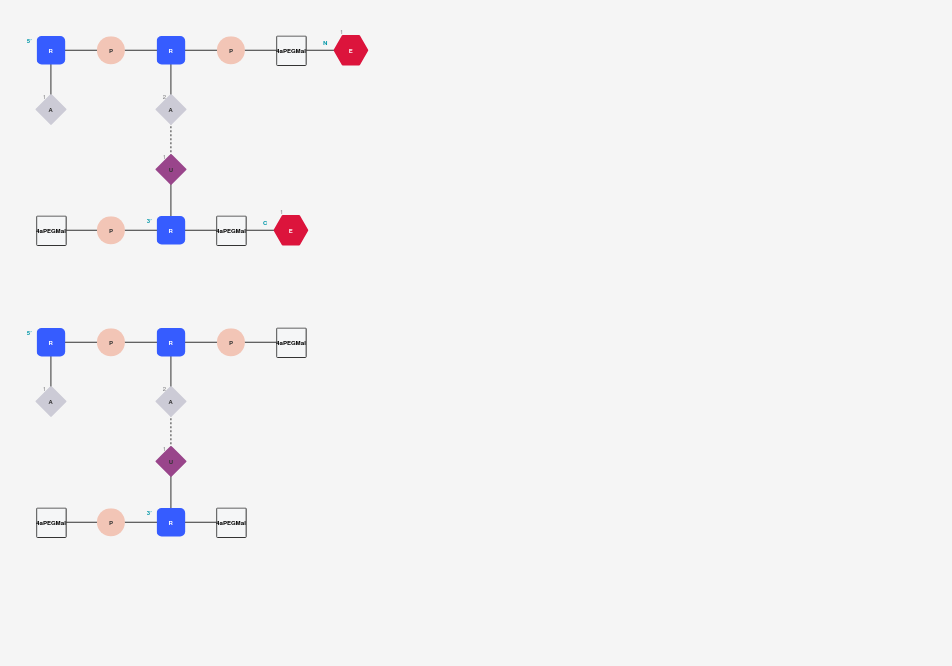 5' R P R P 4aPEGMal N 1 E
1 A 2 A
1 U
4aPEGMal P 3' R 4aPEGMal C 1 E
5' R P R P 4aPEGMal
1 A 2 A
1 U
4aPEGMal P 3' R 4aPEGMal